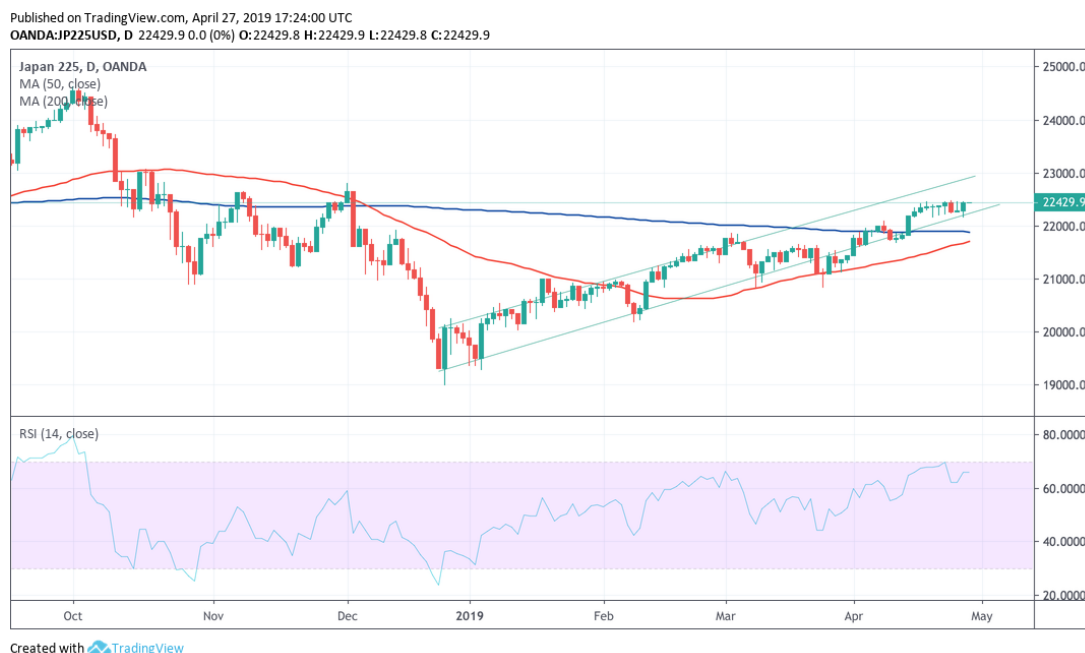 Published on TradingView.com, April 27, 2019 17:24:00 UTC
OANDA:JP225USD, D 22429.9 0.0 (0%) O:22429.8 H:22429.9 L:22429.8 C:22429.9
Japan 225, D, OANDA
MA (50, close)
MA (200, close)
25000.0
24000.0
23000.0
22429.9
22000.0
21000.0
20000.0
19000.0
RSI (14, close)
80.0000
60.0000
40.0000
20.0000
Oct Nov Dec 2019 Feb Mar Apr May
Created with TradingView